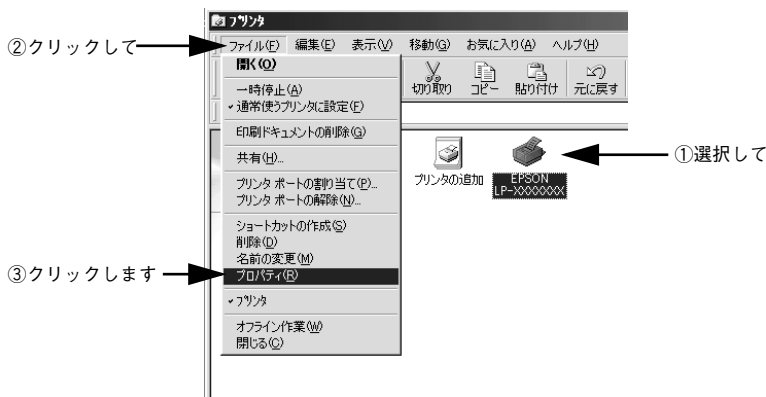 プリンタ
②クリックして
ファイル(F) 編集(E) 表示(V) 移動(G) お気に入り(A) ヘルプ(H)
開く(O)
一時停止(A)
通常使うプリンタに設定(F)
印刷ドキュメントの削除(G)
共有(H)...
プリンタ ポートの割り当て(P)...
プリンタ ポートの解除(N)...
ショートカットの作成(S)
削除(D)
名前の変更(M)
③クリックします
プロパティ(R)
プリンタ
オフライン作業(W)
閉じる(C)
切り取り コピー 貼り付け 元に戻す
①選択して
プリンタの追加
EPSON
LP-XXXXXXX